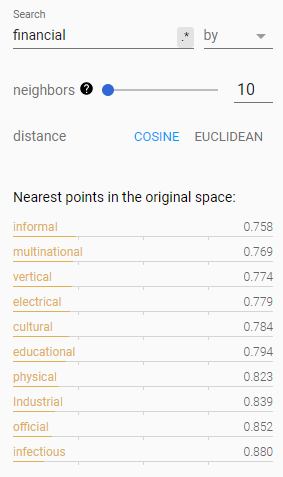 Search
financial .* by
neighbors ? 10
distance COSINE EUCLIDEAN
Nearest points in the original space:
informal 0.758
multinational 0.769
vertical 0.774
electrical 0.779
cultural 0.784
educational 0.794
physical 0.823
Industrial 0.839
official 0.852
infectious 0.880